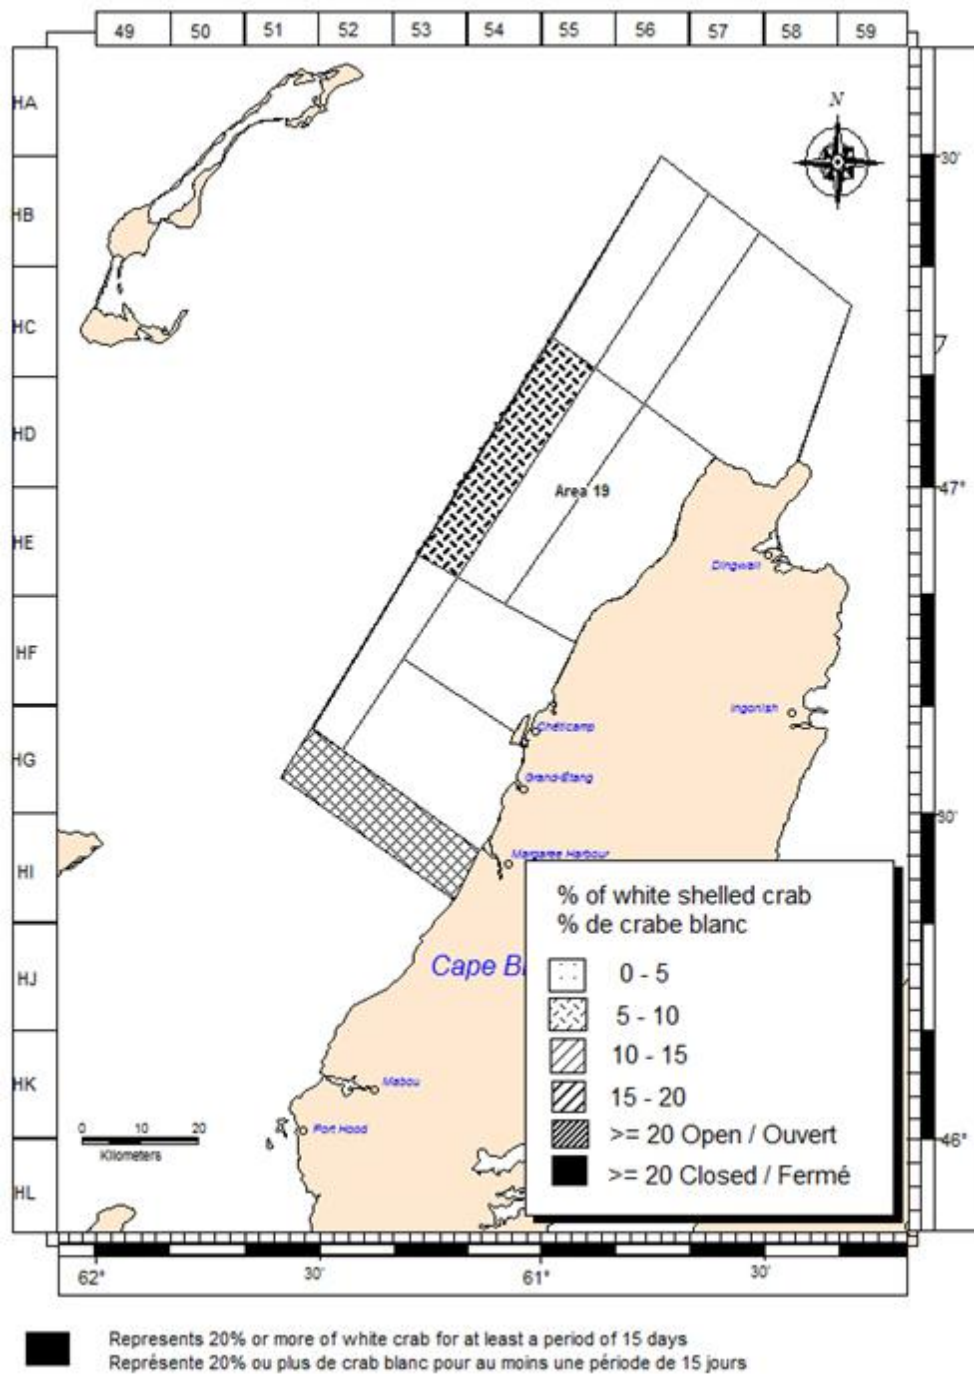 49 50 51 52 53 54 55 56 57 58 59
HA
N
30'
HB
HC
HD
Area 19
47°
HE
Dingwall
HF
Ingonish
Chéticamp
HG
Grand-Étang
30'
Margaree Harbour
HI
% of white shelled crab
% de crabe blanc
Cape B
HJ
0 - 5
5 - 10
10 - 15
15 - 20
>= 20 Open / Ouvert
>= 20 Closed / Fermé
HK
Mabou
Port Hood
0 10 20
Kilometers
46°
HL
62° 30' 61° 30'
Represents 20% or more of white crab for at least a period of 15 days
Représente 20% ou plus de crab blanc pour au moins une période de 15 jours